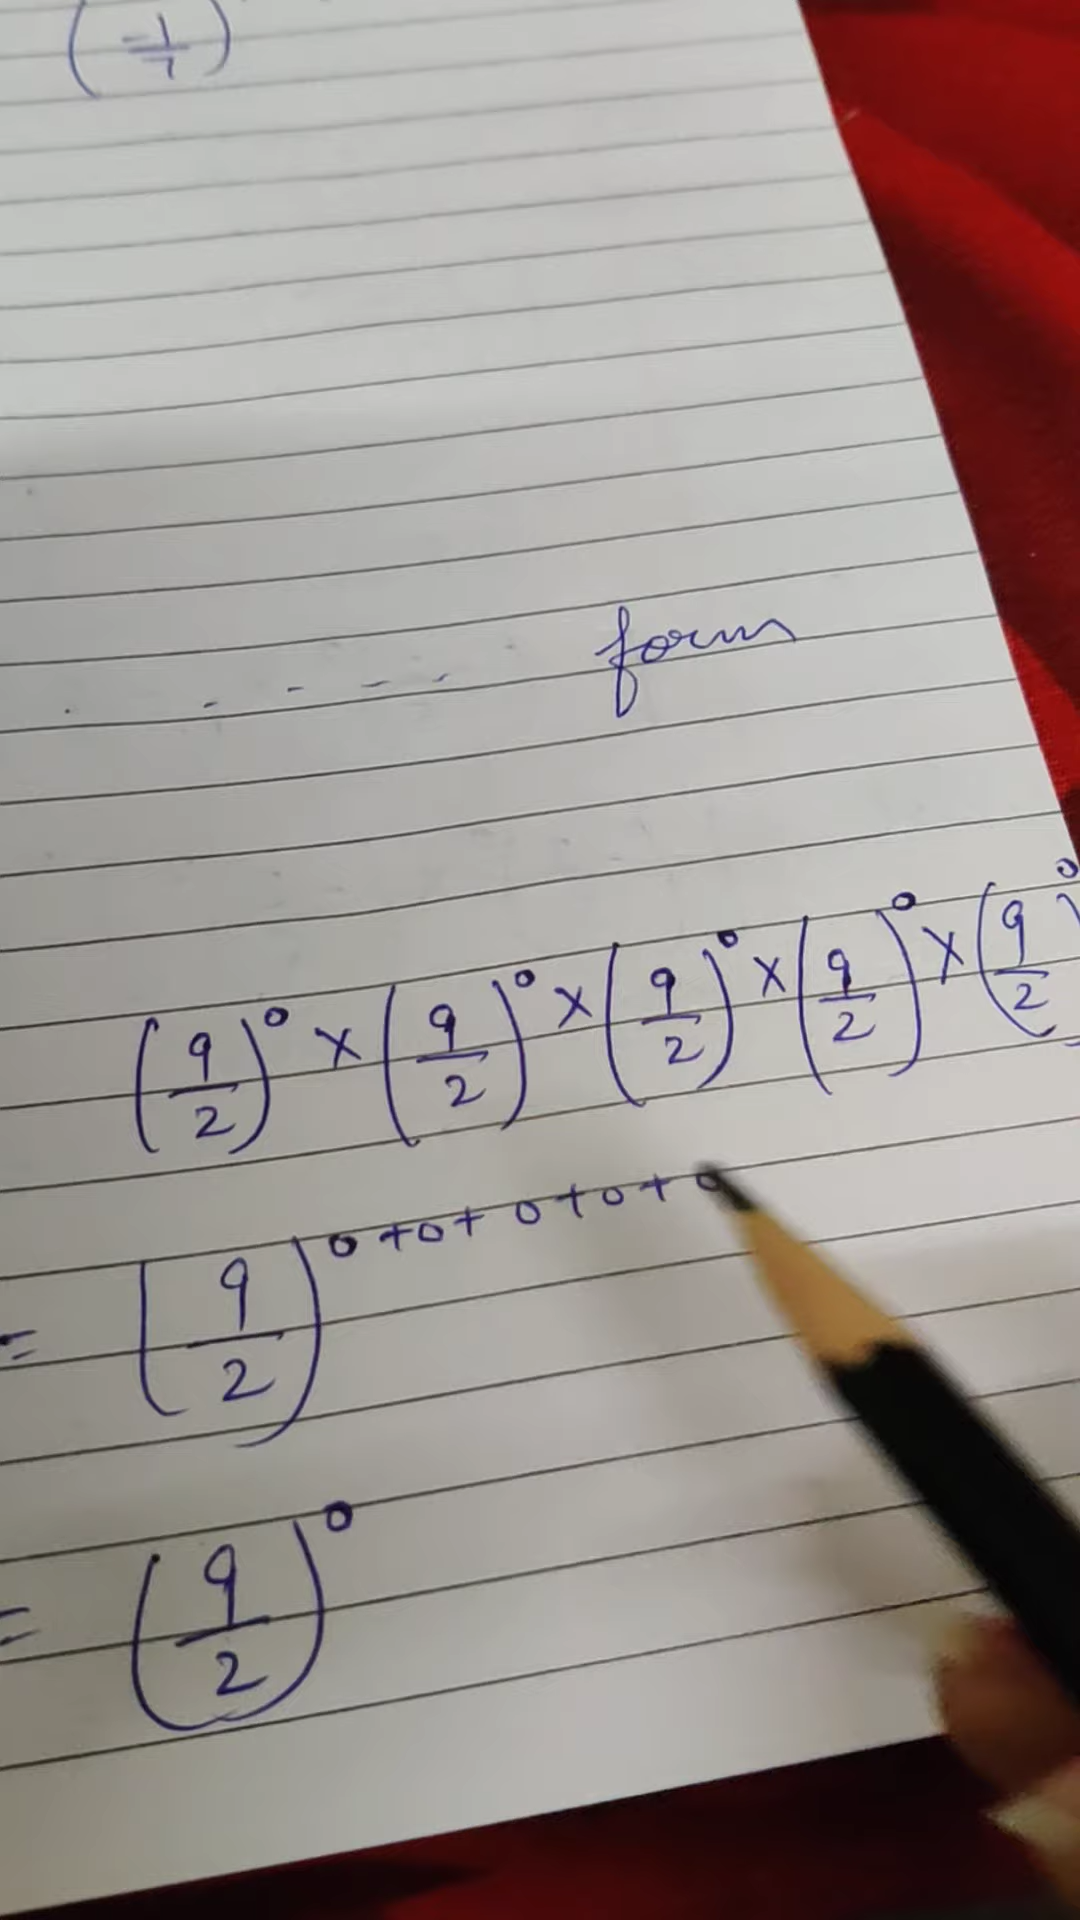 (-1/7)
. - - - - . form
(9/2)⁰ × (9/2)⁰ × (9/2)⁰ × (9/2)⁰ × (9/2)⁰
= (9/2)⁰⁺⁰⁺⁰⁺⁰⁺⁰
= (9/2)⁰